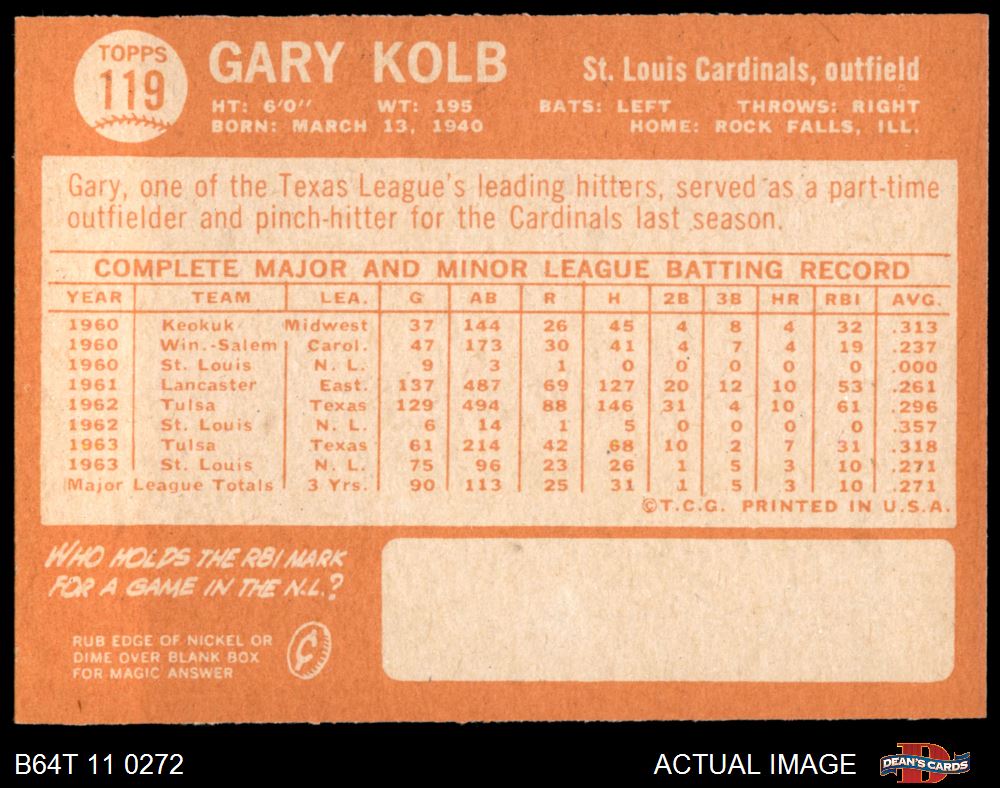 TOPPS
119
GARY KOLB
St. Louis Cardinals, outfield
HT: 6'0'' WT: 195 BATS: LEFT THROWS: RIGHT
BORN: MARCH 13, 1940 HOME: ROCK FALLS, ILL.
Gary, one of the Texas League's leading hitters, served as a part-time
outfielder and pinch-hitter for the Cardinals last season.
COMPLETE MAJOR AND MINOR LEAGUE BATTING RECORD
YEAR TEAM LEA. G AB R H 2B 3B HR RBI AVG.
1960 Keokuk Midwest 37 144 26 45 4 8 4 32 .313
1960 Win.-Salem Carol. 47 173 30 41 4 7 4 19 .237
1960 St. Louis N. L. 9 3 1 0 0 0 0 0 .000
1961 Lancaster East. 137 487 69 127 20 12 10 53 .261
1962 Tulsa Texas 129 494 88 146 31 4 10 61 .296
1962 St. Louis N. L. 6 14 1 5 0 0 0 0 .357
1963 Tulsa Texas 61 214 42 68 10 2 7 31 .318
1963 St. Louis N. L. 75 96 23 26 1 5 3 10 .271
Major League Totals 3 Yrs. 90 113 25 31 1 5 3 10 .271
©T.C.G. PRINTED IN U.S.A.
WHO HOLDS THE RBI MARK
FOR A GAME IN THE N.L.?
RUB EDGE OF NICKEL OR
DIME OVER BLANK BOX
FOR MAGIC ANSWER
B64T 11 0272 ACTUAL IMAGE
D
DEAN'S CARDS